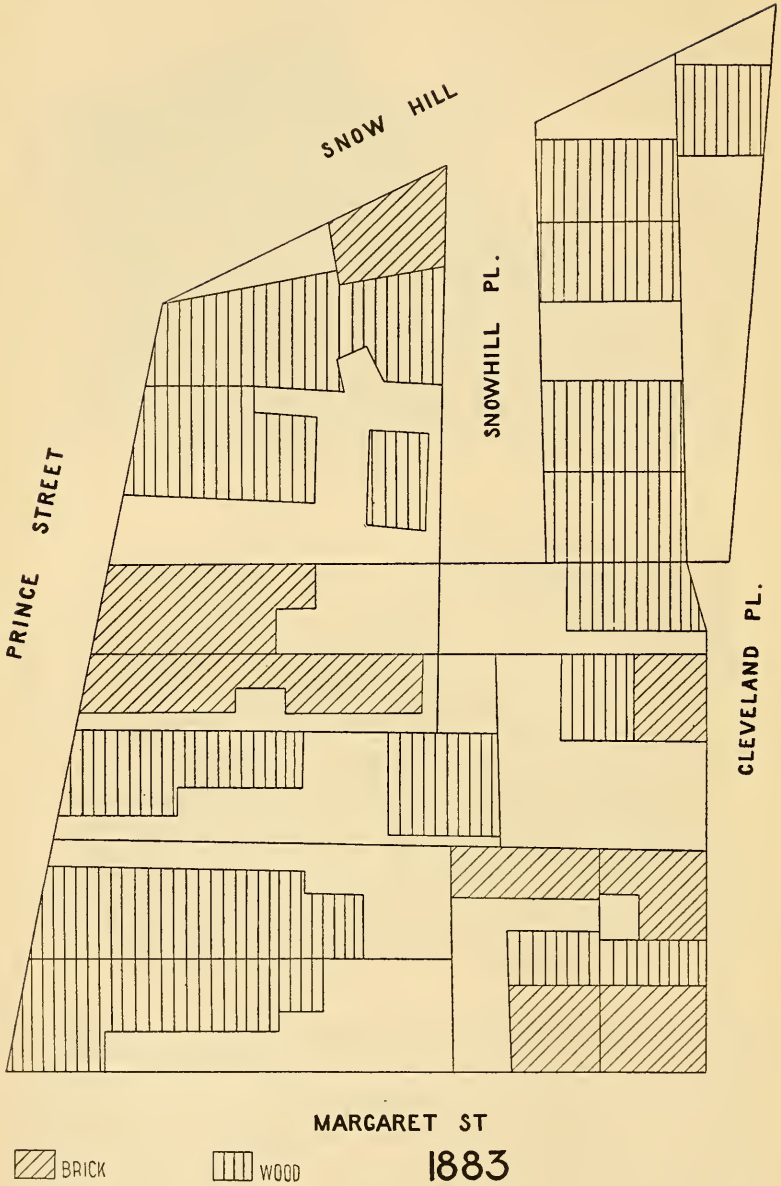 SNOW HILL
SNOWHILL PL.
PRINCE STREET
CLEVELAND PL.
MARGARET ST
BRICK
WOOD
1883